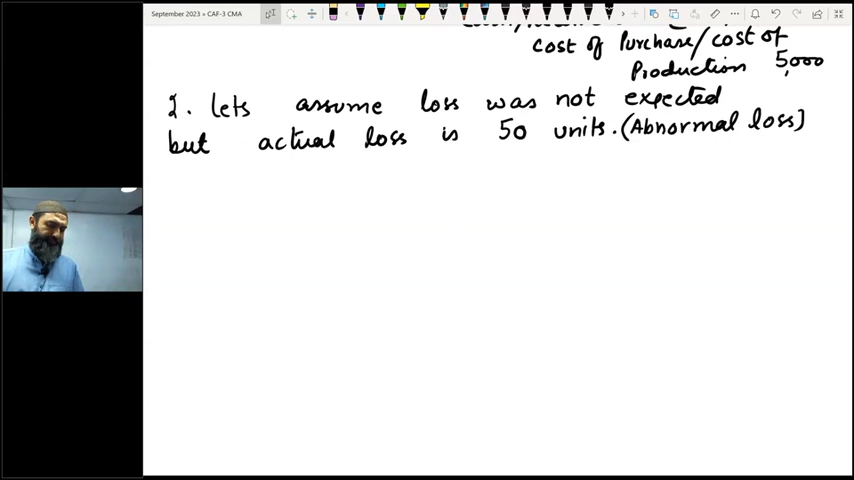 September 2023 » CAF-3 CMA
cost of Purchase/cost of
Production 5,000
2. lets assume loss was not expected
but actual loss is 50 units. (Abnormal loss)